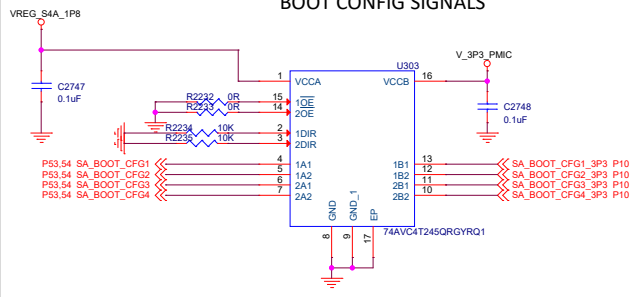 BOOT CONFIG SIGNALS
VREG_S4A_1P8
V_3P3_PMIC
U303
1 VCCA VCCB 16
C2747
0.1uF
C2748
0.1uF
R2232 0R 15 1OE
R2233 0R 14 2OE
R2234 10K 2 1DIR
R2235 10K 3 2DIR
P53,54 SA_BOOT_CFG1 4 1A1 1B1 13 SA_BOOT_CFG1_3P3 P10
P53,54 SA_BOOT_CFG2 5 1A2 1B2 12 SA_BOOT_CFG2_3P3 P10
P53,54 SA_BOOT_CFG3 6 2A1 2B1 11 SA_BOOT_CFG3_3P3 P10
P53,54 SA_BOOT_CFG4 7 2A2 2B2 10 SA_BOOT_CFG4_3P3 P10
GND GND_1 EP
8 9 17
74AVC4T245QRGYRQ1